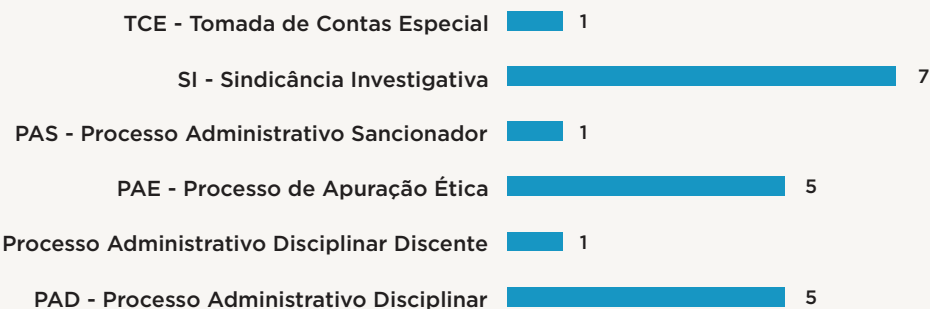 TCE - Tomada de Contas Especial 1
SI - Sindicância Investigativa 7
PAS - Processo Administrativo Sancionador 1
PAE - Processo de Apuração Ética 5
Processo Administrativo Disciplinar Discente 1
PAD - Processo Administrativo Disciplinar 5